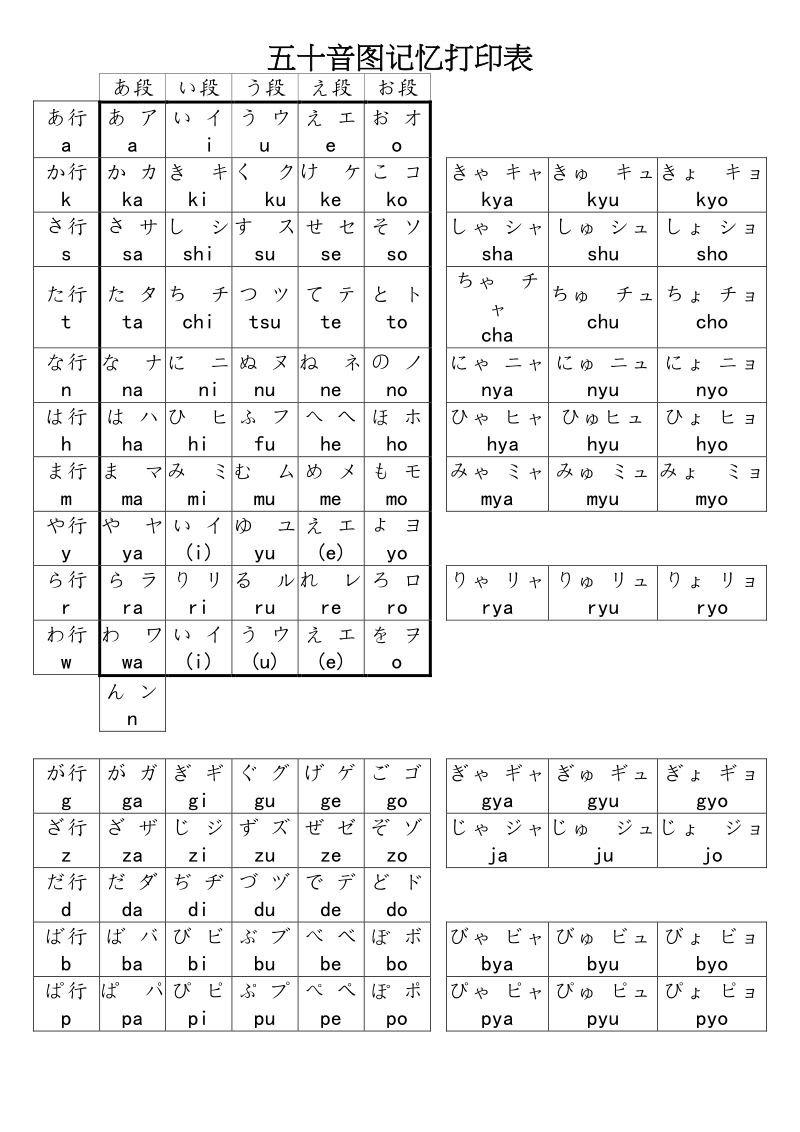 五十音图记忆打印表
あ段 い段 う段 え段 お段
あ行 あ ア い イ う ウ え エ お オ
a a i u e o
か行 か カ き キ く ク け ケ こ コ きゃ キャ きゅ キュ きょ キョ
k ka ki ku ke ko kya kyu kyo
さ行 さ サ し シ す ス せ セ そ ソ しゃ シャ しゅ シュ しょ ショ
s sa shi su se so sha shu sho
た行 た タ ち チ つ ツ て テ と ト ちゃ チャ ちゅ チュ ちょ チョ
t ta chi tsu te to cha chu cho
な行 な ナ に ニ ぬ ヌ ね ネ の ノ にゃ ニャ にゅ ニュ にょ ニョ
n na ni nu ne no nya nyu nyo
は行 は ハ ひ ヒ ふ フ へ ヘ ほ ホ ひゃ ヒャ ひゅヒュ ひょ ヒョ
h ha hi fu he ho hya hyu hyo
ま行 ま マ み ミ む ム め メ も モ みゃ ミャ みゅ ミュ みょ ミョ
m ma mi mu me mo mya myu myo
や行 や ヤ い イ ゆ ユ え エ よ ヨ
y ya (i) yu (e) yo
ら行 ら ラ り リ る ル れ レ ろ ロ りゃ リャ りゅ リュ りょ リョ
r ra ri ru re ro rya ryu ryo
わ行 わ ワ い イ う ウ え エ を ヲ
w wa (i) (u) (e) o
ん ン
n
が行 が ガ ぎ ギ ぐ グ げ ゲ ご ゴ ぎゃ ギャ ぎゅ ギュ ぎょ ギョ
g ga gi gu ge go gya gyu gyo
ざ行 ざ ザ じ ジ ず ズ ぜ ゼ ぞ ゾ じゃ ジャ じゅ ジュ じょ ジョ
z za zi zu ze zo ja ju jo
だ行 だ ダ ぢ ヂ づ ヅ で デ ど ド
d da di du de do
ば行 ば バ び ビ ぶ ブ べ ベ ぼ ボ びゃ ビャ びゅ ビュ びょ ビョ
b ba bi bu be bo bya byu byo
ぱ行 ぱ パ ぴ ピ ぷ プ ぺ ペ ぽ ポ ぴゃ ピャ ぴゅ ピュ ぴょ ピョ
p pa pi pu pe po pya pyu pyo